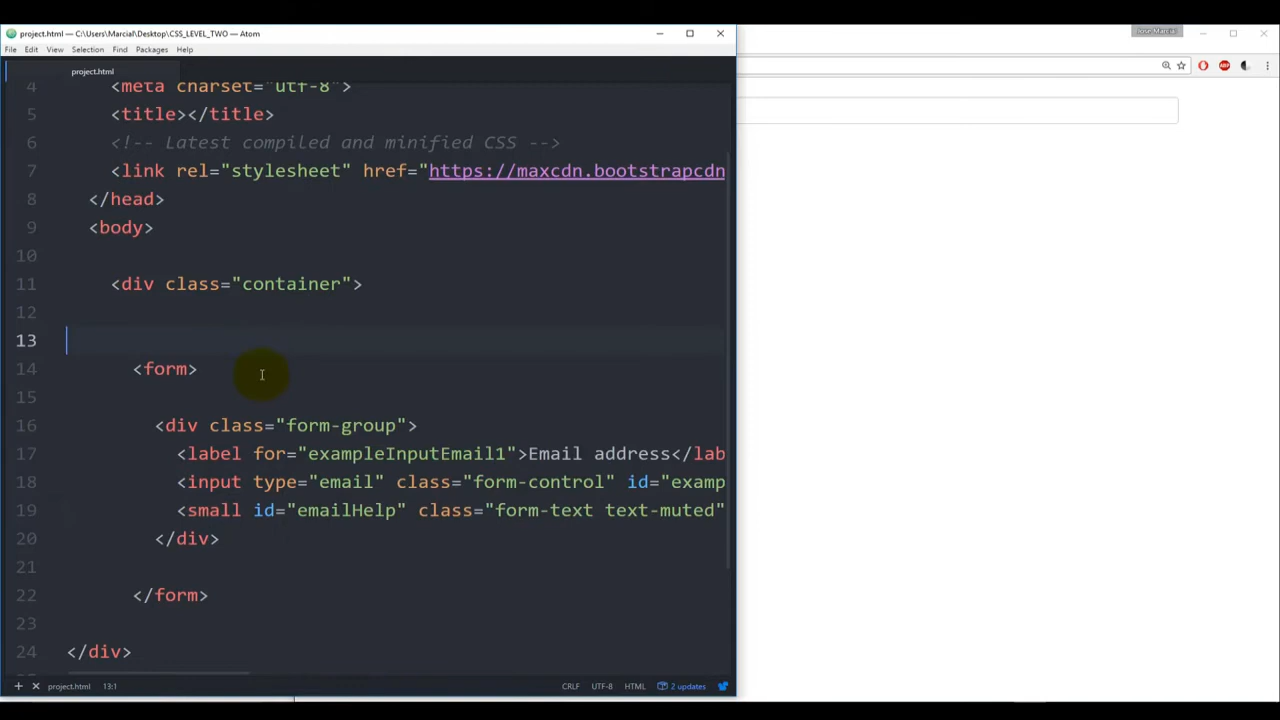 project.html — C:\Users\Marcial\Desktop\CSS_LEVEL_TWO — Atom
Jose Marcial
File Edit View Selection Find Packages Help
project.html
ABP
4 <meta charset="utf-8">
5 <title></title>
6 <!-- Latest compiled and minified CSS -->
7 <link rel="stylesheet" href="https://maxcdn.bootstrapcdn
8 </head>
9 <body>
10
11 <div class="container">
12
13
14 <form>
15
16 <div class="form-group">
17 <label for="exampleInputEmail1">Email address</lab
18 <input type="email" class="form-control" id="examp
19 <small id="emailHelp" class="form-text text-muted"
20 </div>
21
22 </form>
23
24 </div>
project.html 13:1 CRLF UTF-8 HTML 2 updates